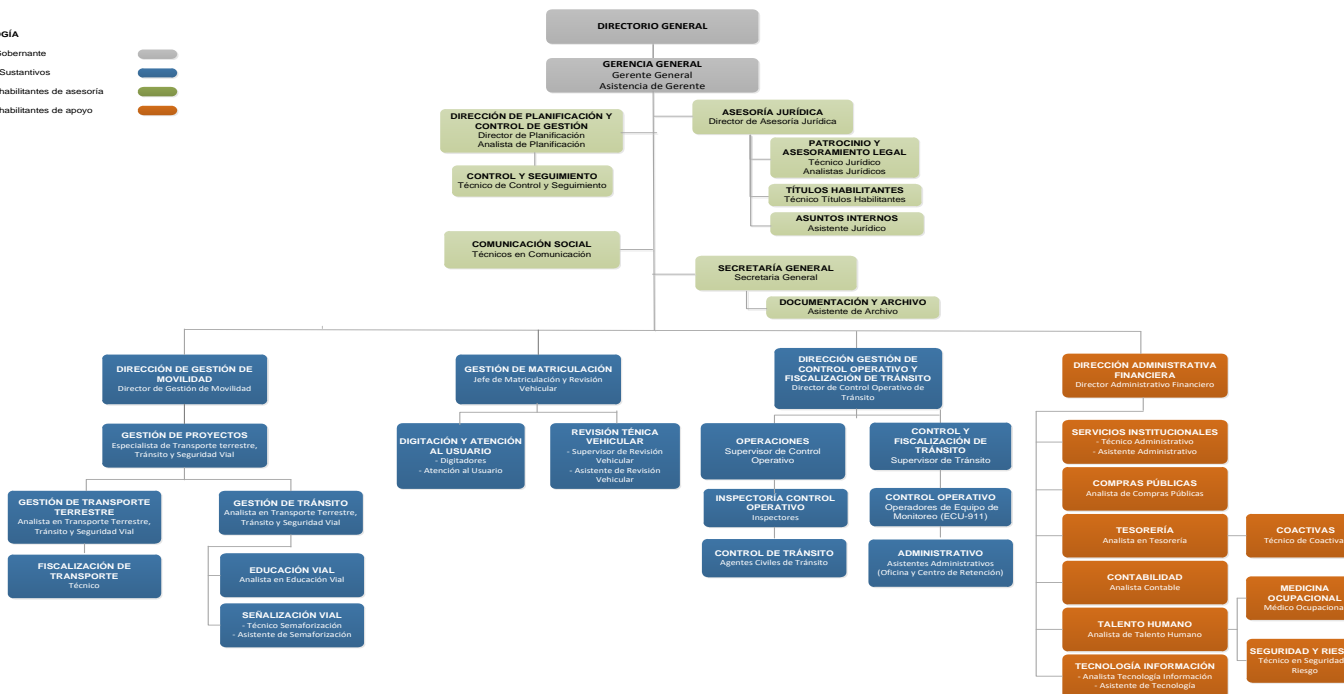 DIRECTORIO GENERAL
GERENCIA GENERAL
Gerente General
Asistencia de Gerente
OGÍA
Gobernante
Sustantivos
habilitantes de asesoría
habilitantes de apoyo
DIRECCIÓN DE PLANIFICACIÓN Y
CONTROL DE GESTIÓN
Director de Planificación
Analista de Planificación
CONTROL Y SEGUIMIENTO
Técnico de Control y Seguimiento
ASESORÍA JURÍDICA
Director de Asesoría Jurídica
PATROCINIO Y
ASESORAMIENTO LEGAL
Técnico Jurídico
Analistas Jurídicos
TÍTULOS HABILITANTES
Técnico Títulos Habilitantes
ASUNTOS INTERNOS
Asistente Jurídico
COMUNICACIÓN SOCIAL
Técnicos en Comunicación
SECRETARÍA GENERAL
Secretaria General
DOCUMENTACIÓN Y ARCHIVO
Asistente de Archivo
DIRECCIÓN DE GESTIÓN DE
MOVILIDAD
Director de Gestión de Movilidad
GESTIÓN DE PROYECTOS
Especialista de Transporte terrestre,
Tránsito y Seguridad Vial
GESTIÓN DE TRANSPORTE
TERRESTRE
Analista en Transporte Terrestre,
Tránsito y Seguridad Vial
FISCALIZACIÓN DE
TRANSPORTE
Técnico
GESTIÓN DE TRÁNSITO
Analista en Transporte Terrestre,
Tránsito y Seguridad Vial
EDUCACIÓN VIAL
Analista en Educación Vial
SEÑALIZACIÓN VIAL
- Técnico Semaforización
- Asistente de Semaforización
GESTIÓN DE MATRICULACIÓN
Jefe de Matriculación y Revisión
Vehicular
DIGITACIÓN Y ATENCIÓN
AL USUARIO
- Digitadores
- Atención al Usuario
REVISIÓN TÉNICA
VEHICULAR
- Supervisor de Revisión
Vehicular
- Asistente de Revisión
Vehicular
DIRECCIÓN GESTIÓN DE
CONTROL OPERATIVO Y
FISCALIZACIÓN DE TRÁNSITO
Director de Control Operativo de
Tránsito
OPERACIONES
Supervisor de Control
Operativo
INSPECTORÍA CONTROL
OPERATIVO
Inspectores
CONTROL DE TRÁNSITO
Agentes Civiles de Tránsito
CONTROL Y
FISCALIZACIÓN DE
TRÁNSITO
Supervisor de Tránsito
CONTROL OPERATIVO
Operadores de Equipo de
Monitoreo (ECU-911)
ADMINISTRATIVO
Asistentes Administrativos
(Oficina y Centro de Retención)
DIRECCIÓN ADMINISTRATIVA
FINANCIERA
Director Administrativo Financiero
SERVICIOS INSTITUCIONALES
- Técnico Administrativo
- Asistente Administrativo
COMPRAS PÚBLICAS
Analista de Compras Públicas
TESORERÍA
Analista en Tesorería
COACTIVAS
Técnico de Coactiva
CONTABILIDAD
Analista Contable
MEDICINA
OCUPACIONAL
Médico Ocupacional
TALENTO HUMANO
Analista de Talento Humano
SEGURIDAD Y RIES
Técnico en Seguridad
Riesgo
TECNOLOGÍA INFORMACIÓN
- Analista Tecnología Información
- Asistente de Tecnología